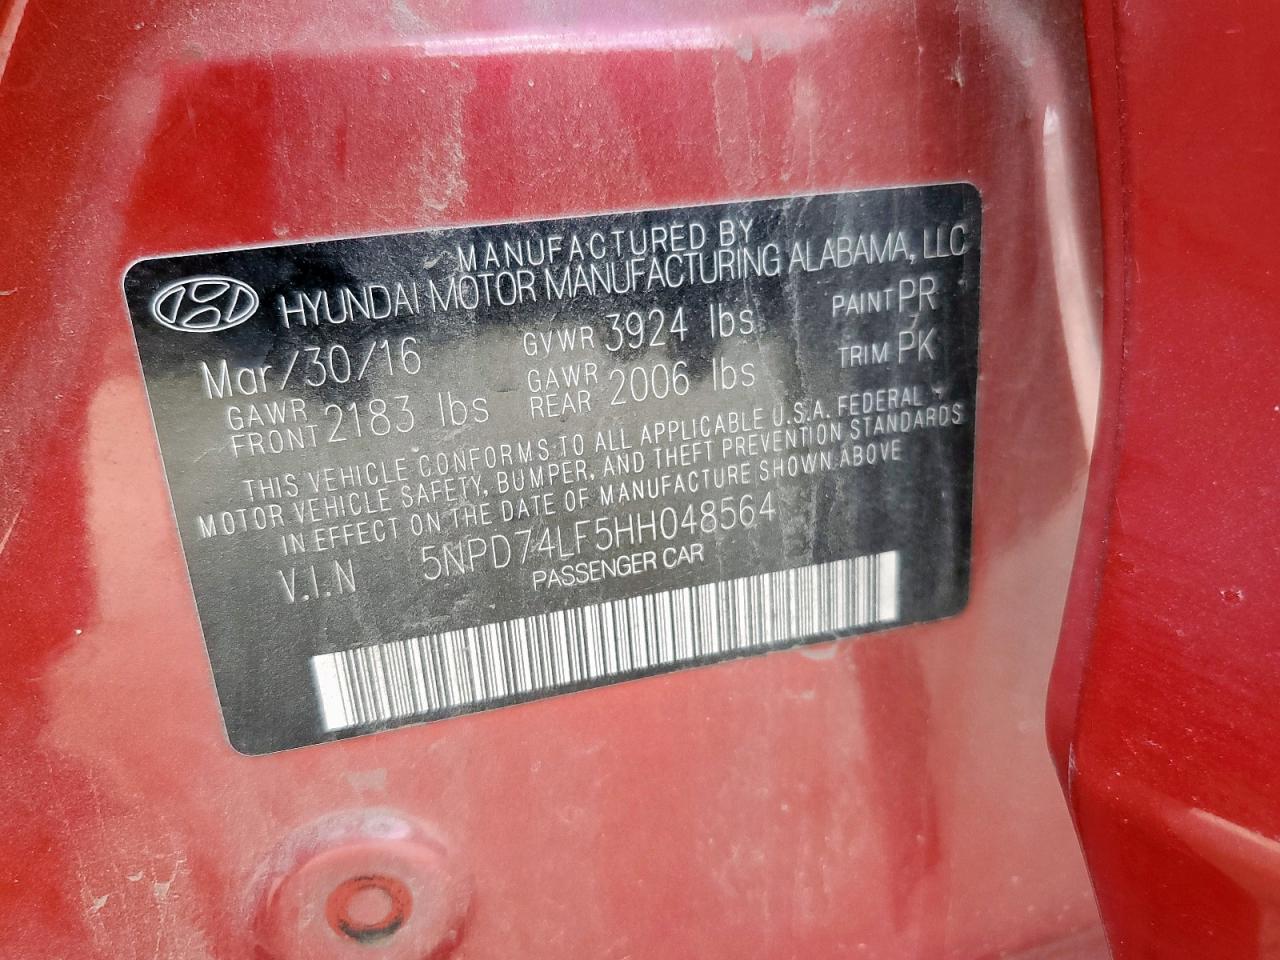 MANUFACTURED BY
HYUNDAI MOTOR MANUFACTURING ALABAMA, LLC
Mar/30/16 GVWR 3924 lbs PAINT PR
GAWR FRONT 2183 lbs GAWR REAR 2006 lbs TRIM PK
THIS VEHICLE CONFORMS TO ALL APPLICABLE U.S.A. FEDERAL
MOTOR VEHICLE SAFETY, BUMPER, AND THEFT PREVENTION STANDARDS
IN EFFECT ON THE DATE OF MANUFACTURE SHOWN ABOVE
V.I.N 5NPD74LF5HH048564
PASSENGER CAR